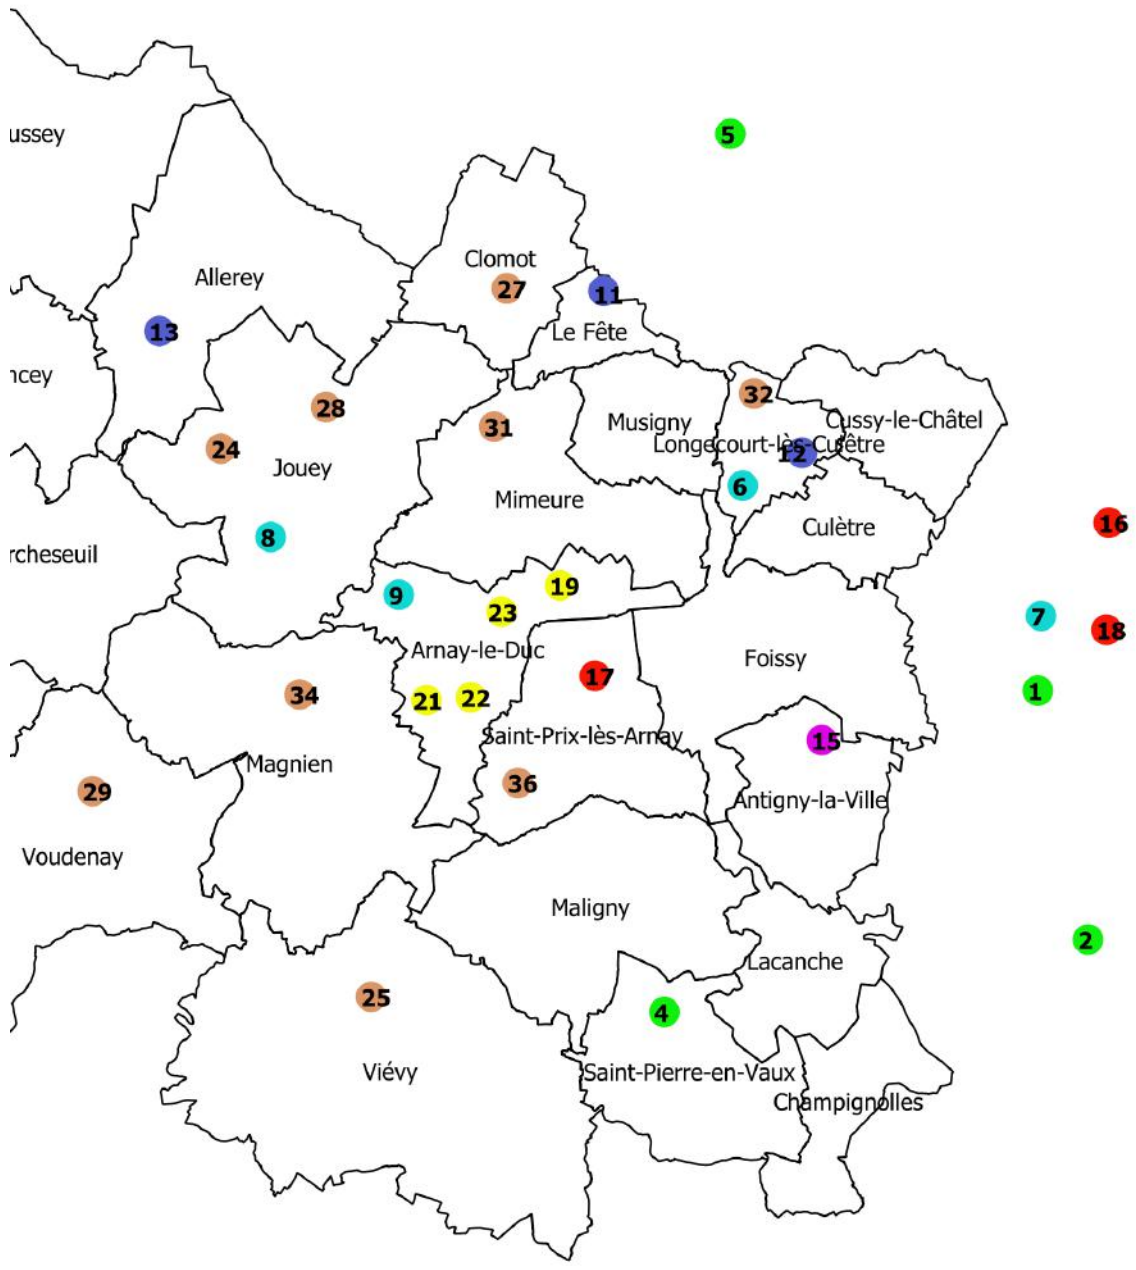 ussey
5
Clomot
Allerey
27
11
13
Le Fête
ncey
32
28
31
Musigny
Cussy-le-Châtel
24
Longecourt-lès-Culêtre
12
Jouey
6
Mimeure
16
Culètre
8
rcheseuil
19
9
23
7
18
Arnay-le-Duc
Foissy
17
1
34
21
22
Saint-Prix-lès-Arnay
15
Magnien
36
29
Antigny-la-Ville
Voudenay
Maligny
2
Lacanche
25
4
Viévy
Saint-Pierre-en-Vaux
Champignolles